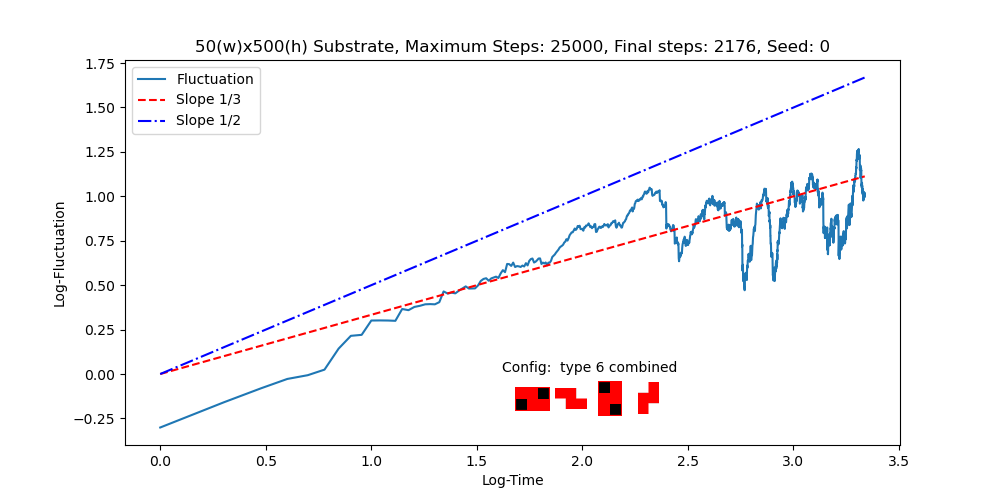 50(w)x500(h) Substrate, Maximum Steps: 25000, Final steps: 2176, Seed: 0
Fluctuation
Slope 1/3
Slope 1/2
1.75
1.50
1.25
1.00
0.75
0.50
0.25
0.00
−0.25
Log-Fluctuation
Config:  type 6 combined
0.0 0.5 1.0 1.5 2.0 2.5 3.0 3.5
Log-Time